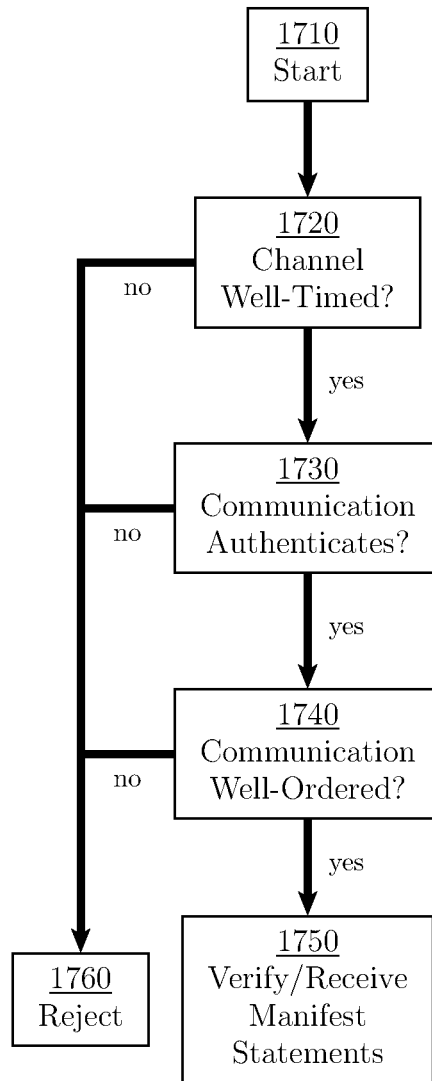 1710
Start
1720
Channel
Well-Timed?
no
yes
1730
Communication
Authenticates?
no
yes
1740
Communication
Well-Ordered?
no
yes
1750
Verify/Receive
Manifest
Statements
1760
Reject